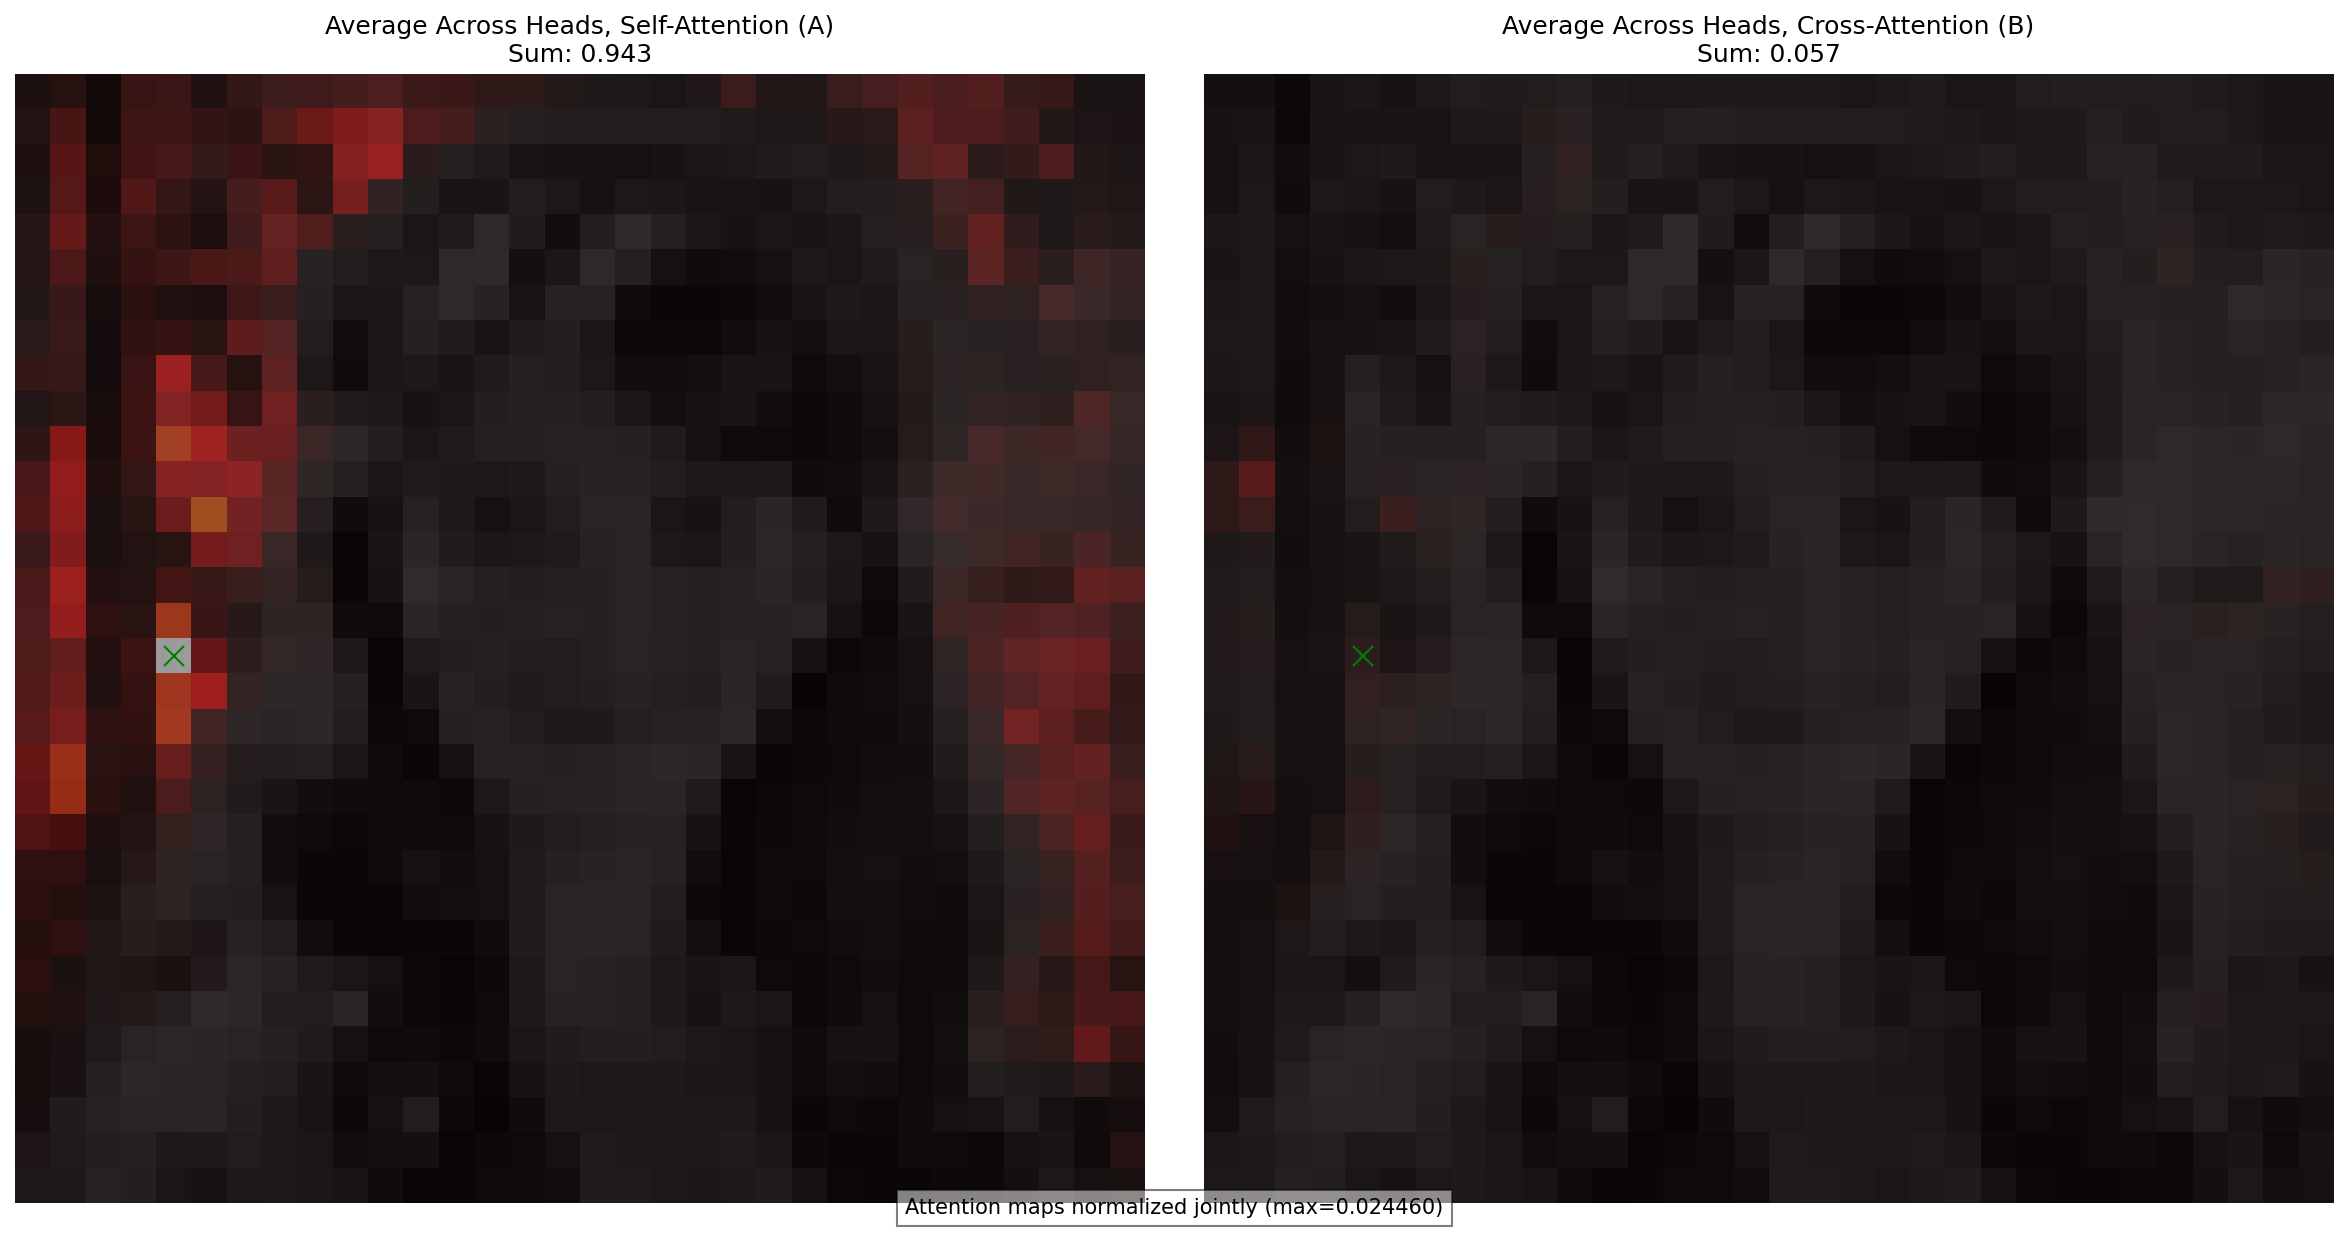 Average Across Heads, Self-Attention (A)
Sum: 0.943
Average Across Heads, Cross-Attention (B)
Sum: 0.057
Attention maps normalized jointly (max=0.024460)